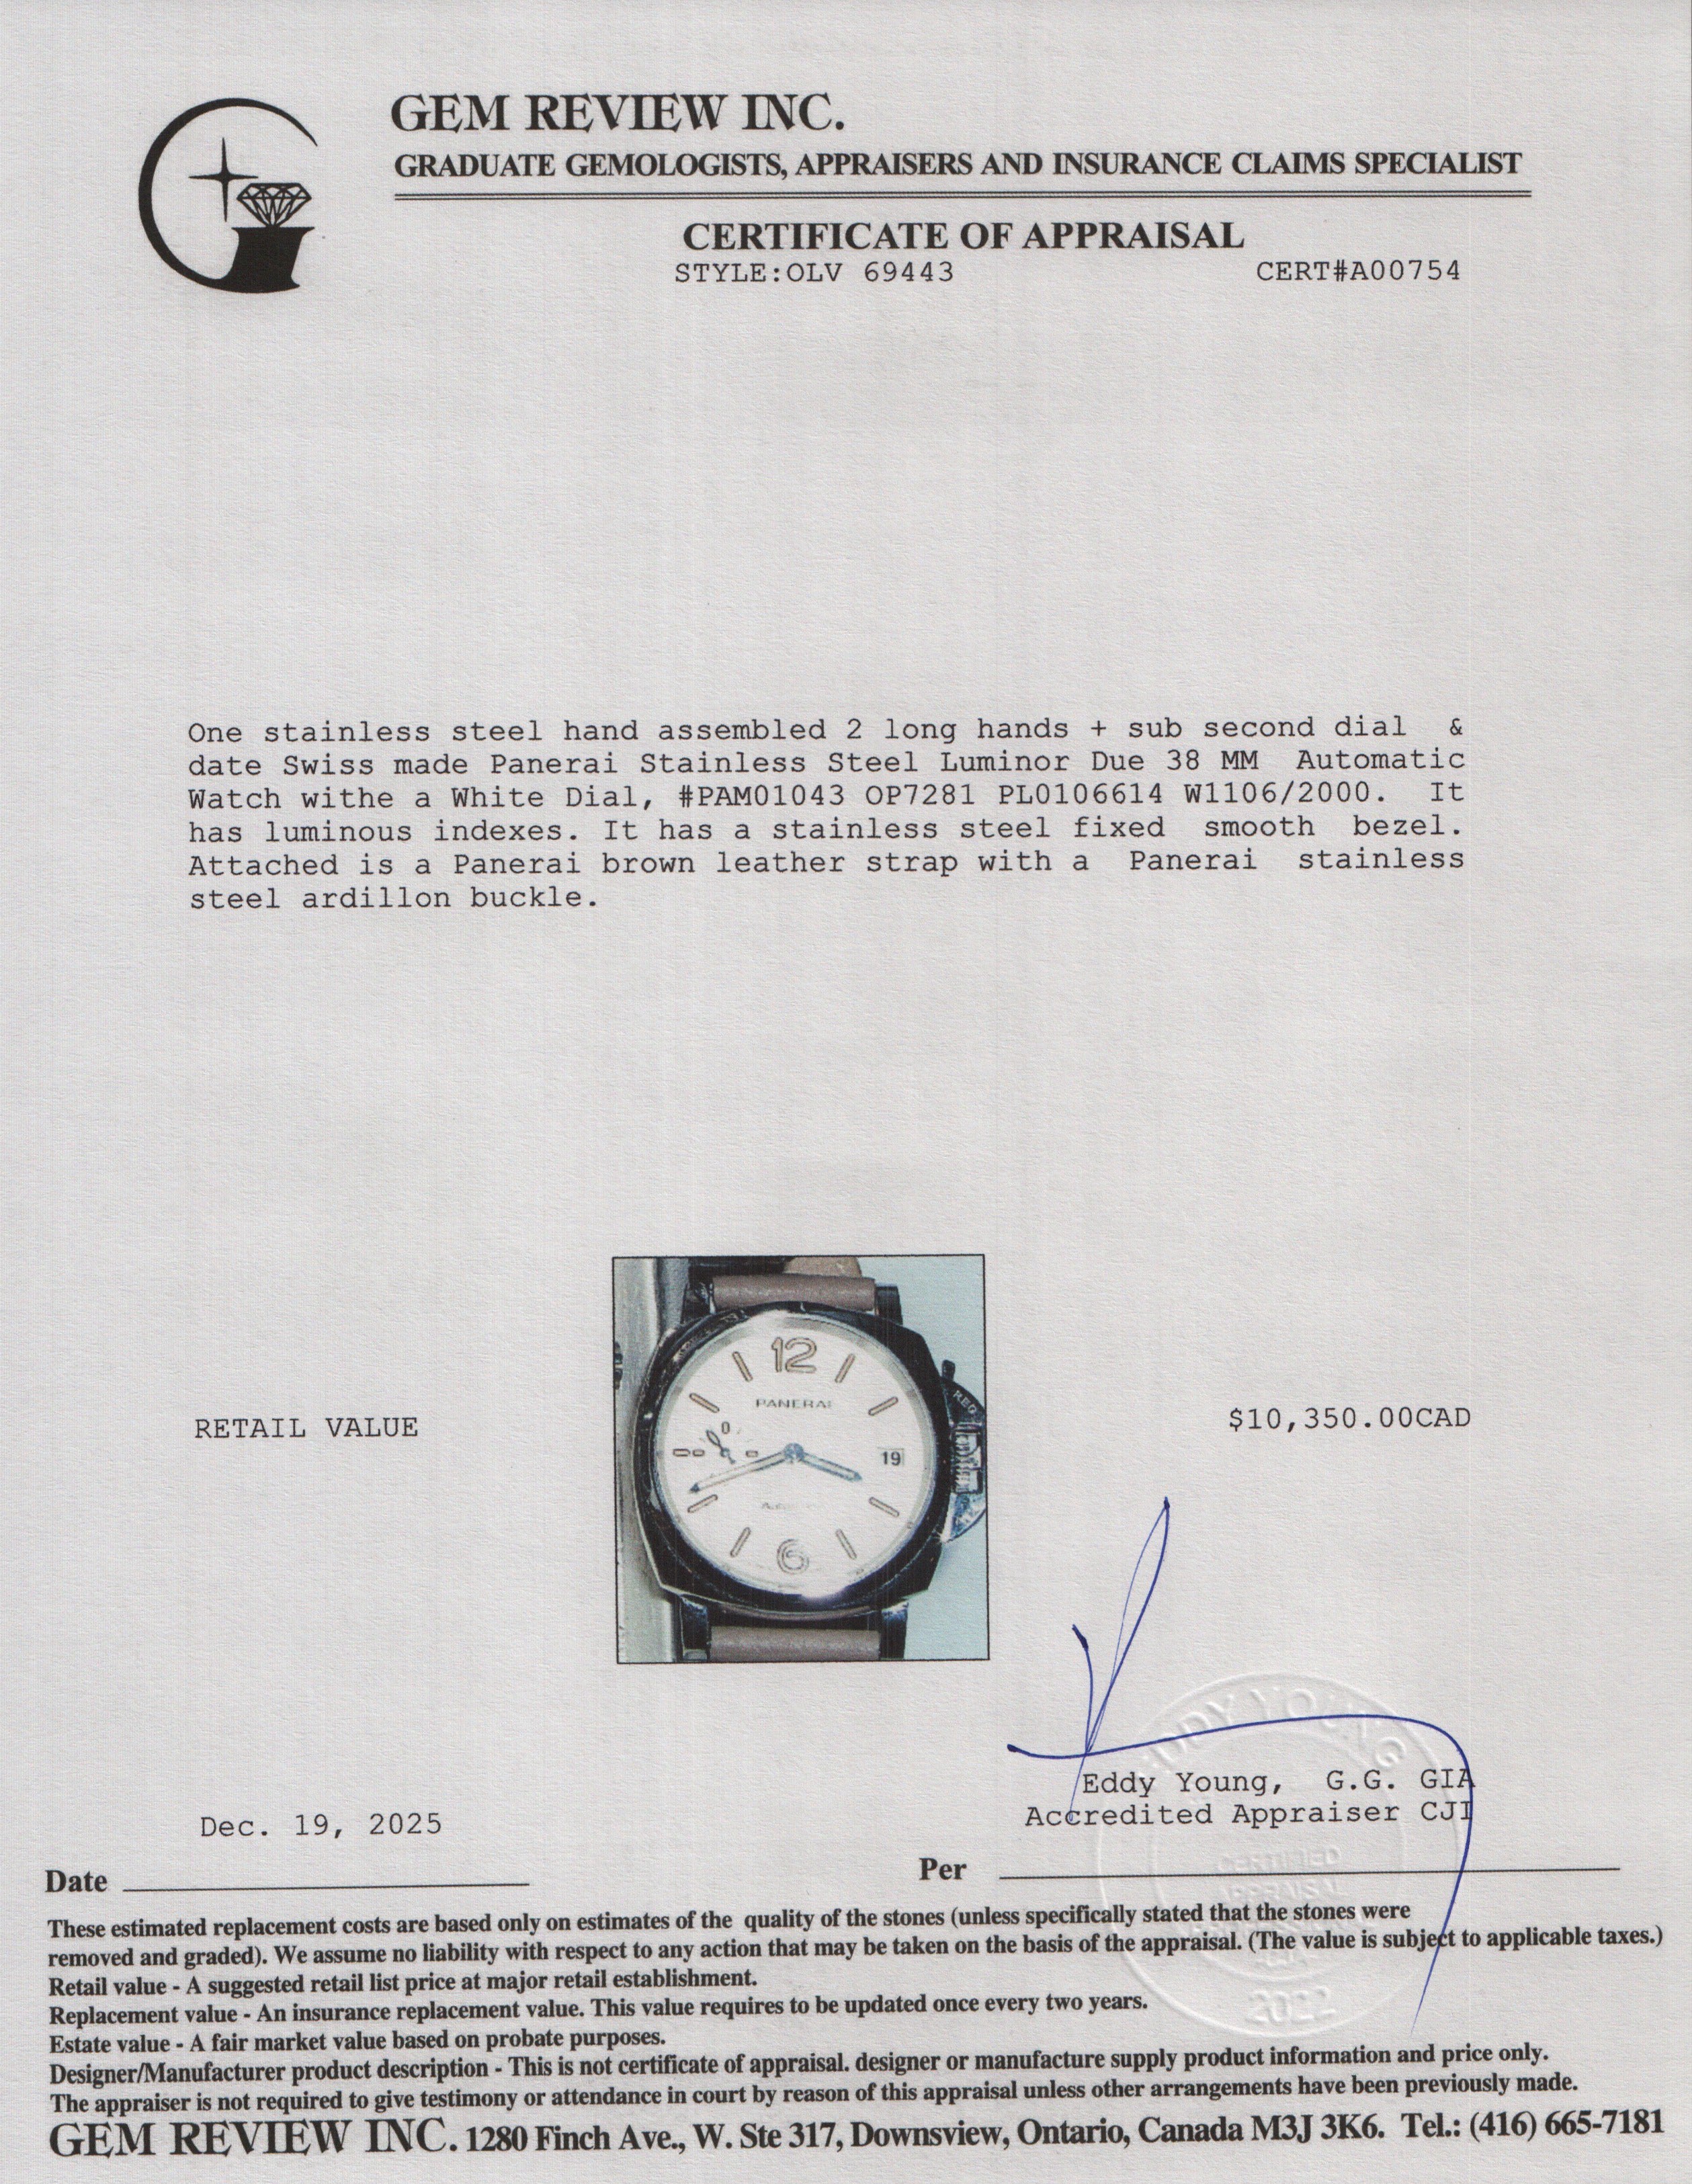 GEM REVIEW INC.
GRADUATE GEMOLOGISTS, APPRAISERS AND INSURANCE CLAIMS SPECIALIST
CERTIFICATE OF APPRAISAL
STYLE:OLV 69443 CERT#A00754
One stainless steel hand assembled 2 long hands + sub second dial &
date Swiss made Panerai Stainless Steel Luminor Due 38 MM Automatic
Watch withe a White Dial, #PAM01043 OP7281 PL0106614 W1106/2000. It
has luminous indexes. It has a stainless steel fixed smooth bezel.
Attached is a Panerai brown leather strap with a Panerai stainless
steel ardillon buckle.
12
PANERAI
0
19
6
REG
RETAIL VALUE $10,350.00CAD
EDDY YOUNG
Eddy Young, G.G. GIA
Accredited Appraiser CJI
CERTIFIED
APPRAISAL
2022
Dec. 19, 2025
Date Per
These estimated replacement costs are based only on estimates of the quality of the stones (unless specifically stated that the stones were
removed and graded). We assume no liability with respect to any action that may be taken on the basis of the appraisal. (The value is subject to applicable taxes.)
Retail value - A suggested retail list price at major retail establishment.
Replacement value - An insurance replacement value. This value requires to be updated once every two years.
Estate value - A fair market value based on probate purposes.
Designer/Manufacturer product description - This is not certificate of appraisal. designer or manufacture supply product information and price only.
The appraiser is not required to give testimony or attendance in court by reason of this appraisal unless other arrangements have been previously made.
GEM REVIEW INC. 1280 Finch Ave., W. Ste 317, Downsview, Ontario, Canada M3J 3K6. Tel.: (416) 665-7181